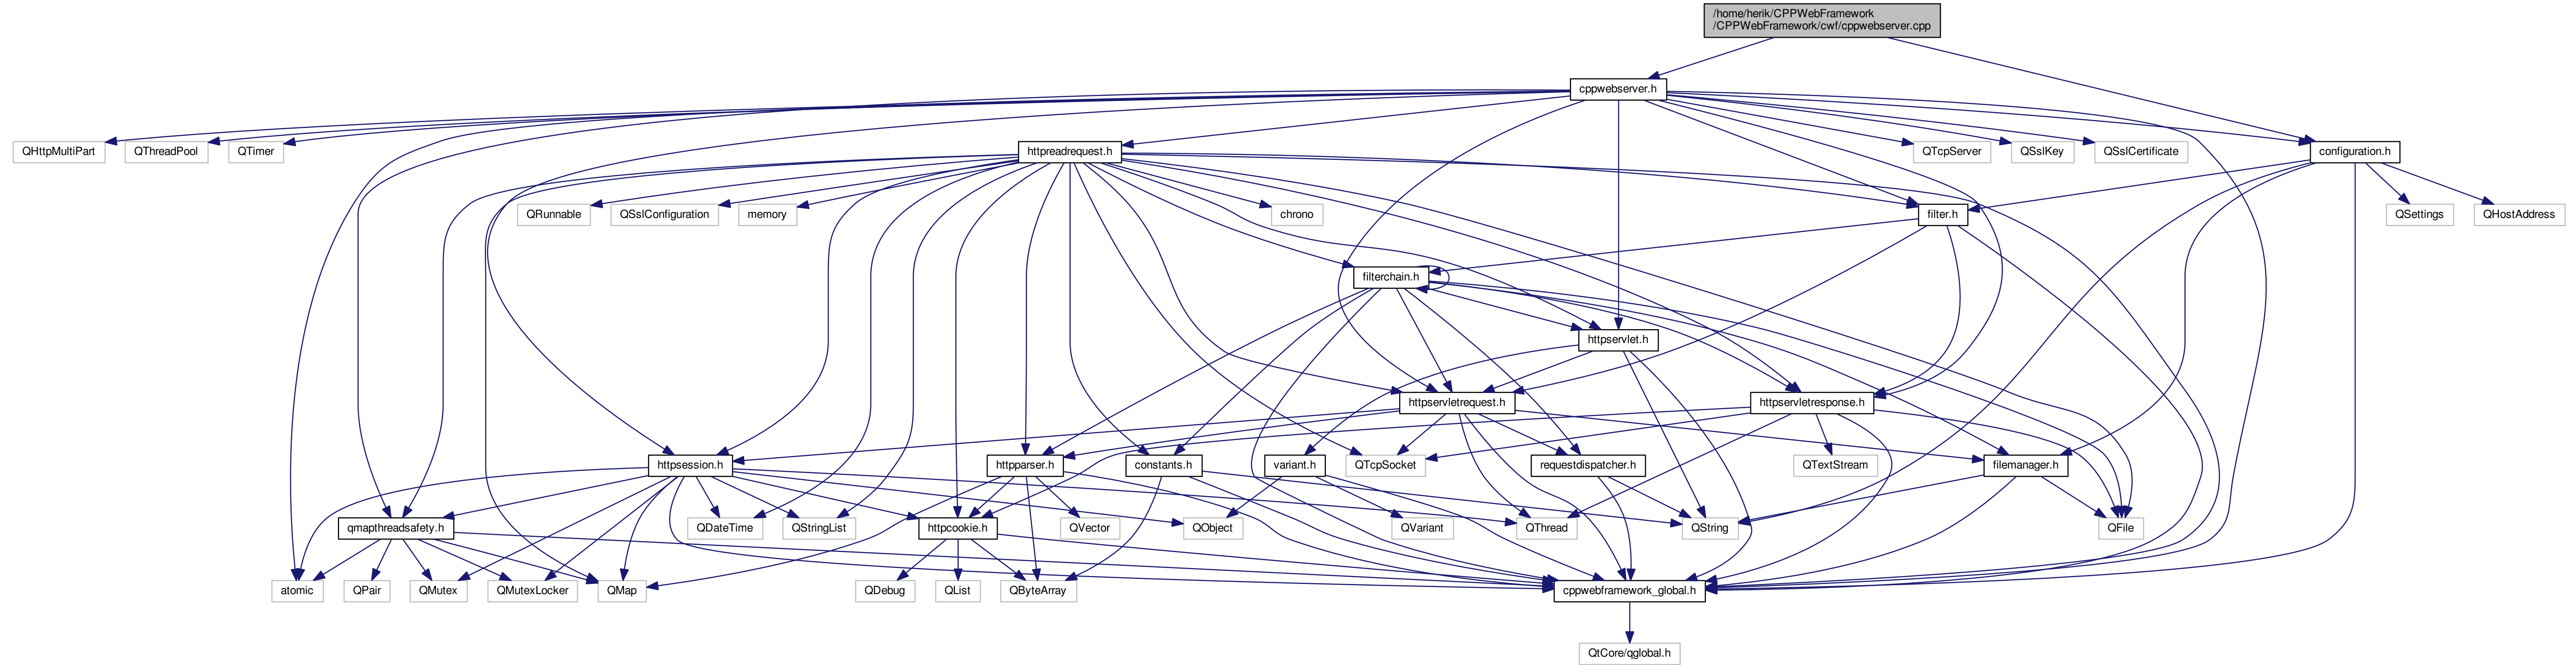 /home/herik/CPPWebFramework
/CPPWebFramework/cwf/cppwebserver.cpp
cppwebserver.h
QHttpMultiPart
QThreadPool
QTimer
httpreadrequest.h
QTcpServer
QSslKey
QSslCertificate
configuration.h
QRunnable
QSslConfiguration
memory
chrono
filter.h
QSettings
QHostAddress
filterchain.h
httpservlet.h
httpservletrequest.h
httpservletresponse.h
httpsession.h
httpparser.h
constants.h
variant.h
QTcpSocket
requestdispatcher.h
QTextStream
filemanager.h
qmapthreadsafety.h
QDateTime
QStringList
httpcookie.h
QVector
QObject
QVariant
QThread
QString
QFile
atomic
QPair
QMutex
QMutexLocker
QMap
QDebug
QList
QByteArray
cppwebframework_global.h
QtCore/qglobal.h